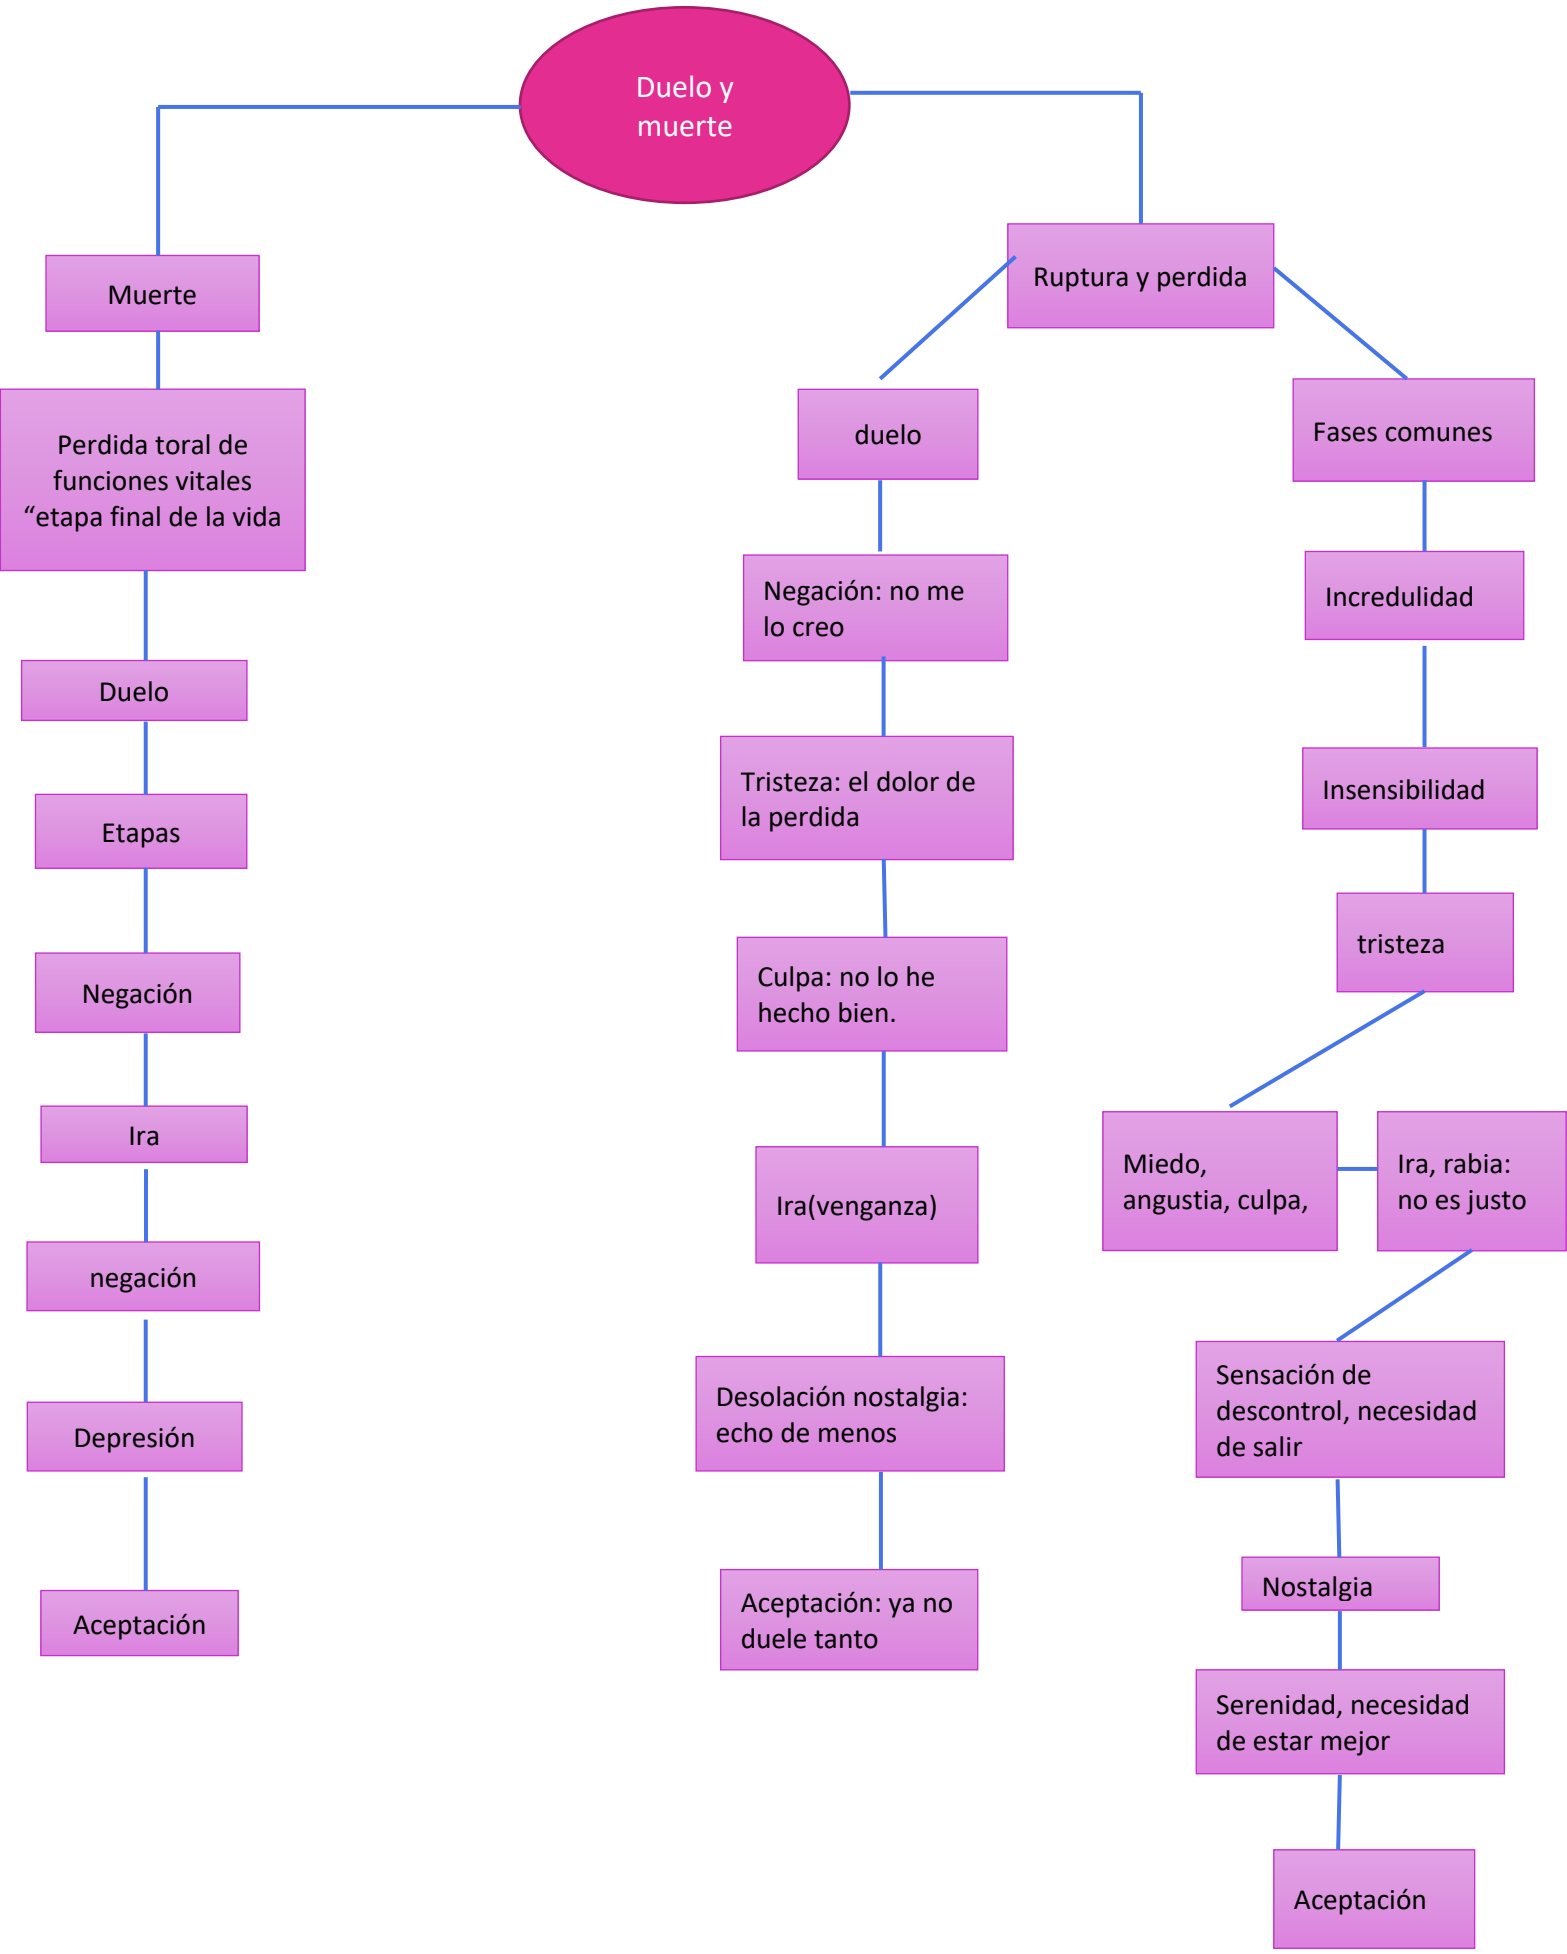 Duelo y
muerte
Muerte
Perdida toral de
funciones vitales
“etapa final de la vida
Duelo
Etapas
Negación
Ira
negación
Depresión
Aceptación
Ruptura y perdida
duelo
Negación: no me
lo creo
Tristeza: el dolor de
la perdida
Culpa: no lo he
hecho bien.
Ira(venganza)
Desolación nostalgia:
echo de menos
Aceptación: ya no
duele tanto
Fases comunes
Incredulidad
Insensibilidad
tristeza
Miedo,
angustia, culpa,
Ira, rabia:
no es justo
Sensación de
descontrol, necesidad
de salir
Nostalgia
Serenidad, necesidad
de estar mejor
Aceptación